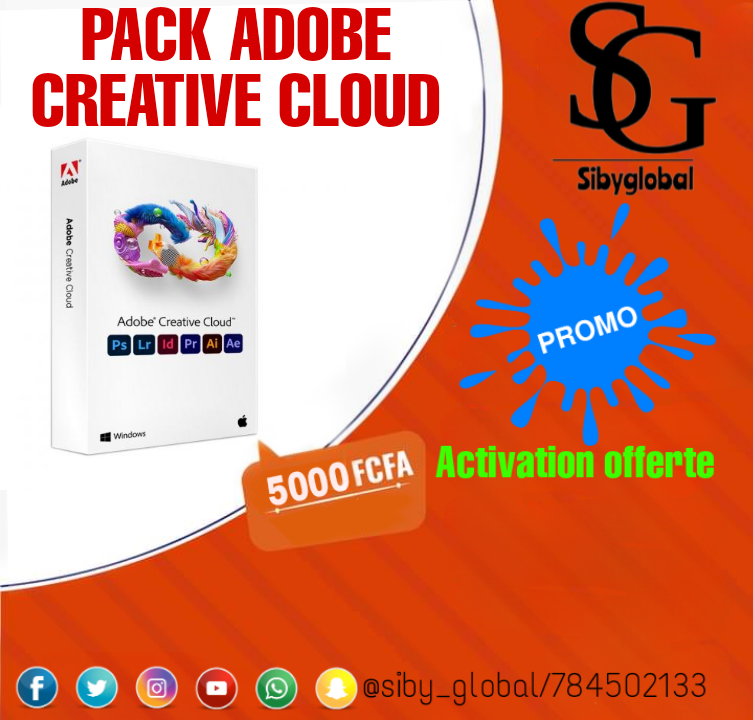 PACK ADOBE
CREATIVE CLOUD
SG
Sibyglobal
Adobe
Adobe Creative Cloud
Adobe® Creative Cloud™
Ps Lr Id Pr Ai Ae
Windows
PROMO
5000 FCFA
Activation offerte
@siby_global/784502133